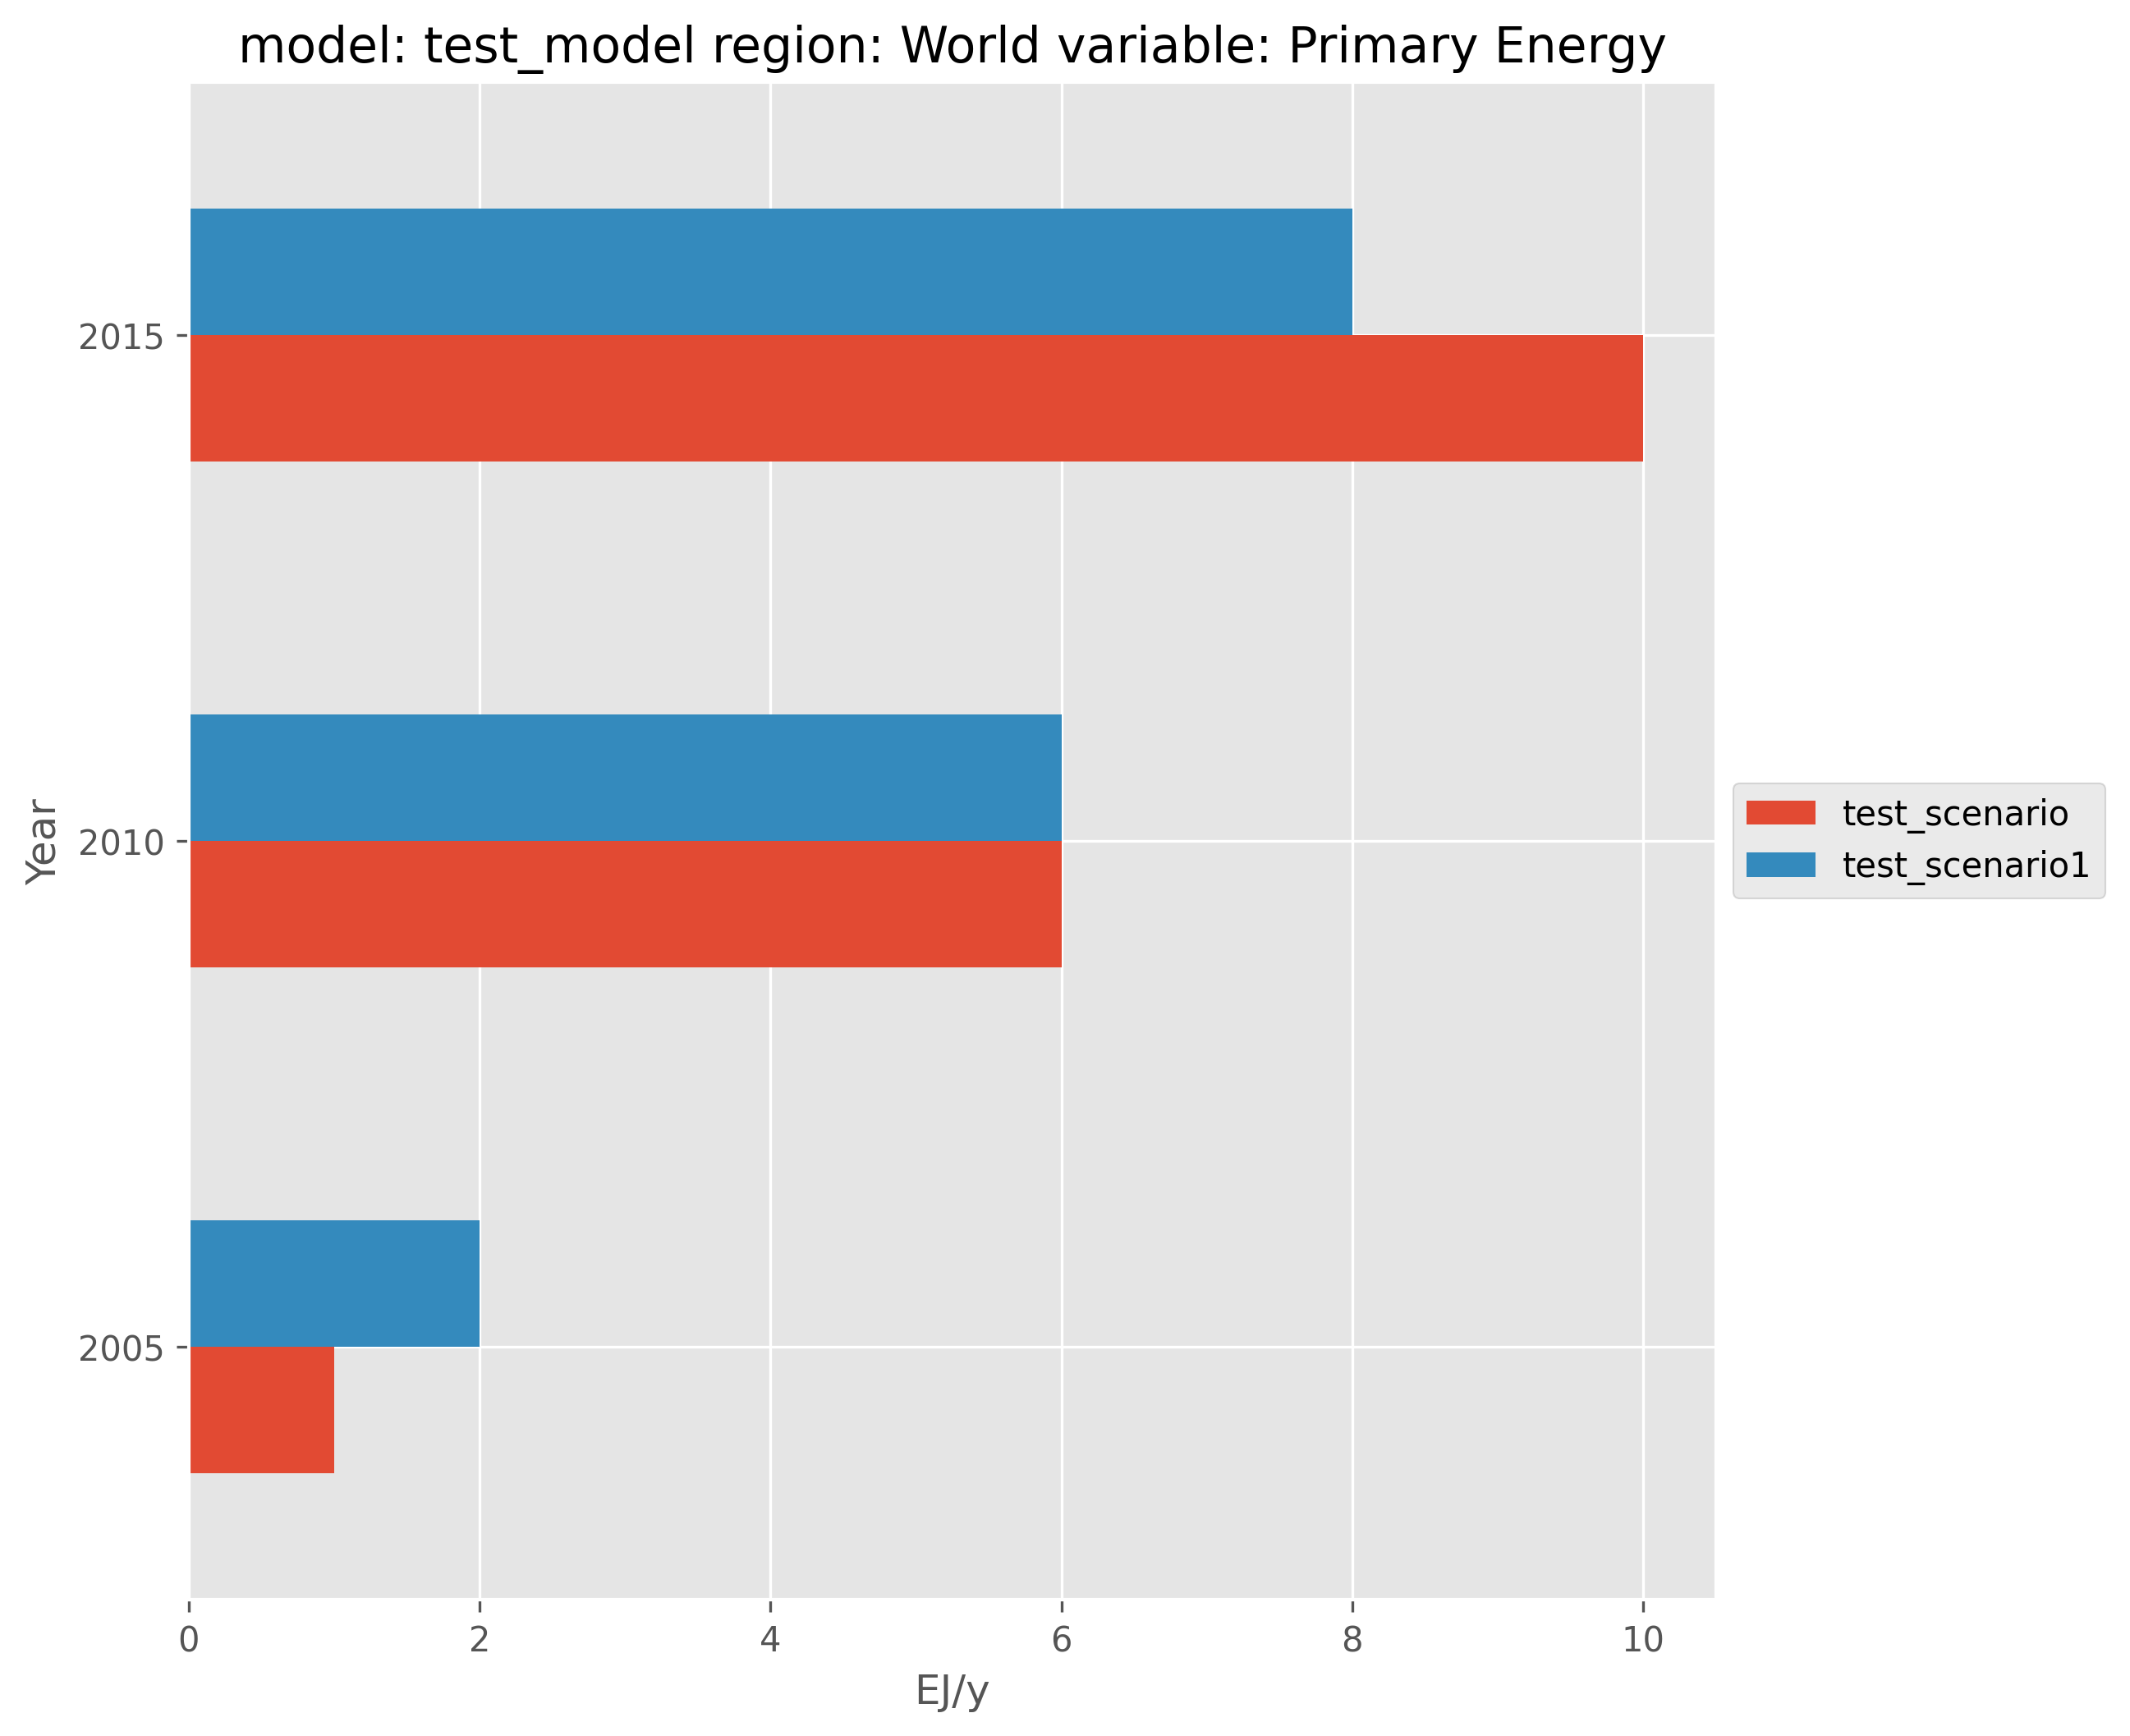 model: test_model region: World variable: Primary Energy
2015
2010
2005
Year
0 2 4 6 8 10
EJ/y
test_scenario
test_scenario1